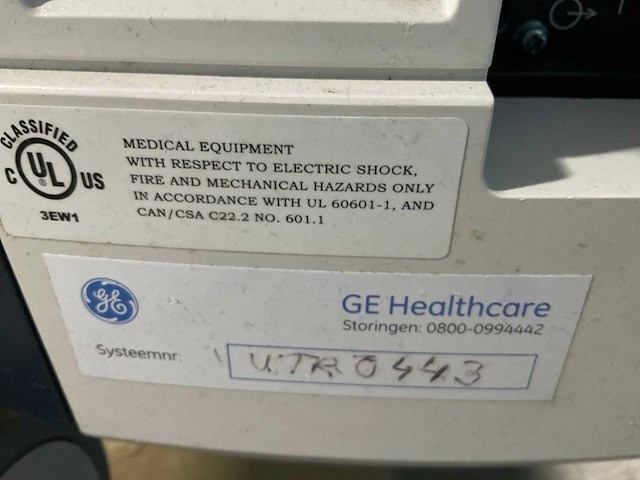 CLASSIFIED
C UL US
3EW1
MEDICAL EQUIPMENT
WITH RESPECT TO ELECTRIC SHOCK,
FIRE AND MECHANICAL HAZARDS ONLY
IN ACCORDANCE WITH UL 60601-1, AND
CAN/CSA C22.2 NO. 601.1
GE GE Healthcare
Storingen: 0800-0994442
Systeemnr: UTR0443